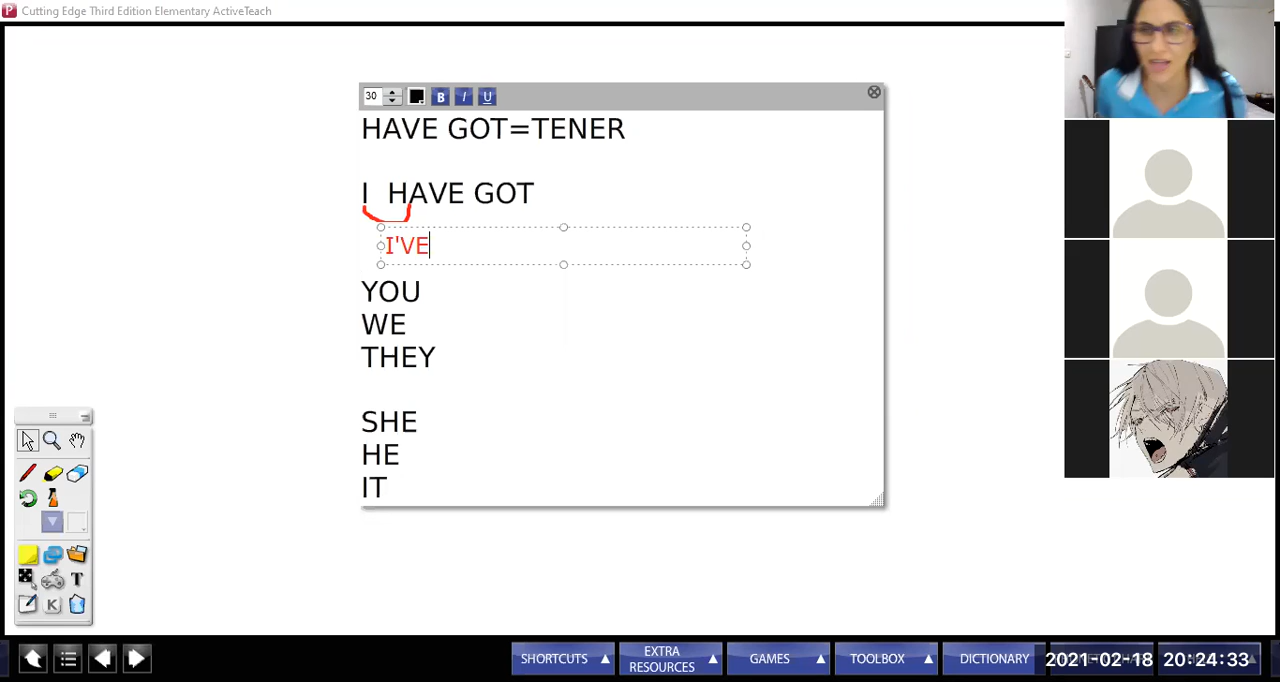 Cutting Edge Third Edition Elementary ActiveTeach
30 B I U
HAVE GOT=TENER
I HAVE GOT
I'VE
YOU
WE
THEY
SHE
HE
IT
T
K
SHORTCUTS
EXTRA
RESOURCES
GAMES
TOOLBOX
DICTIONARY
2021-02-18 20:24:33